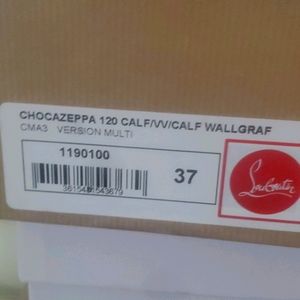 CHOCAZEPPA 120 CALF/VV/CALF WALLGRAF
CMA3 VERSION MULTI
1190100
37
Louboutin